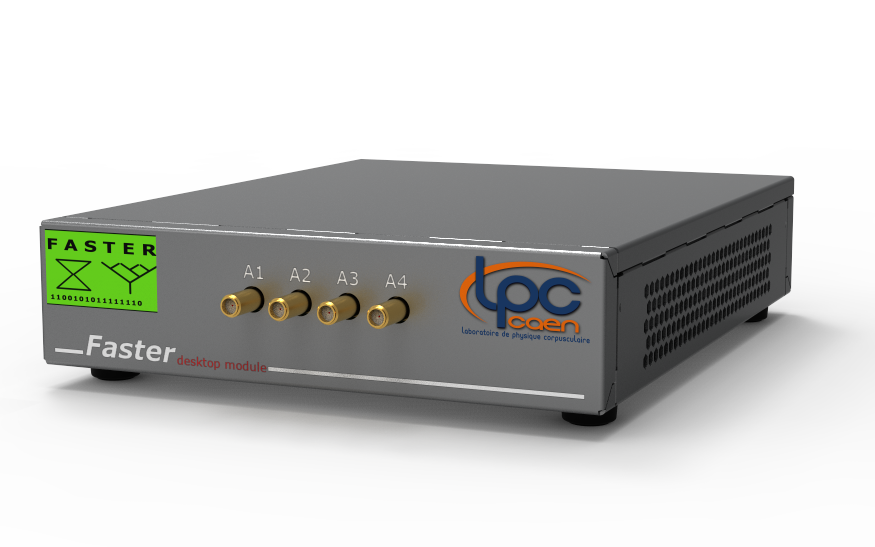 FASTER
1100101011111110
A1 A2 A3 A4
lpc
caen
laboratoire de physique corpusculaire
Faster desktop module